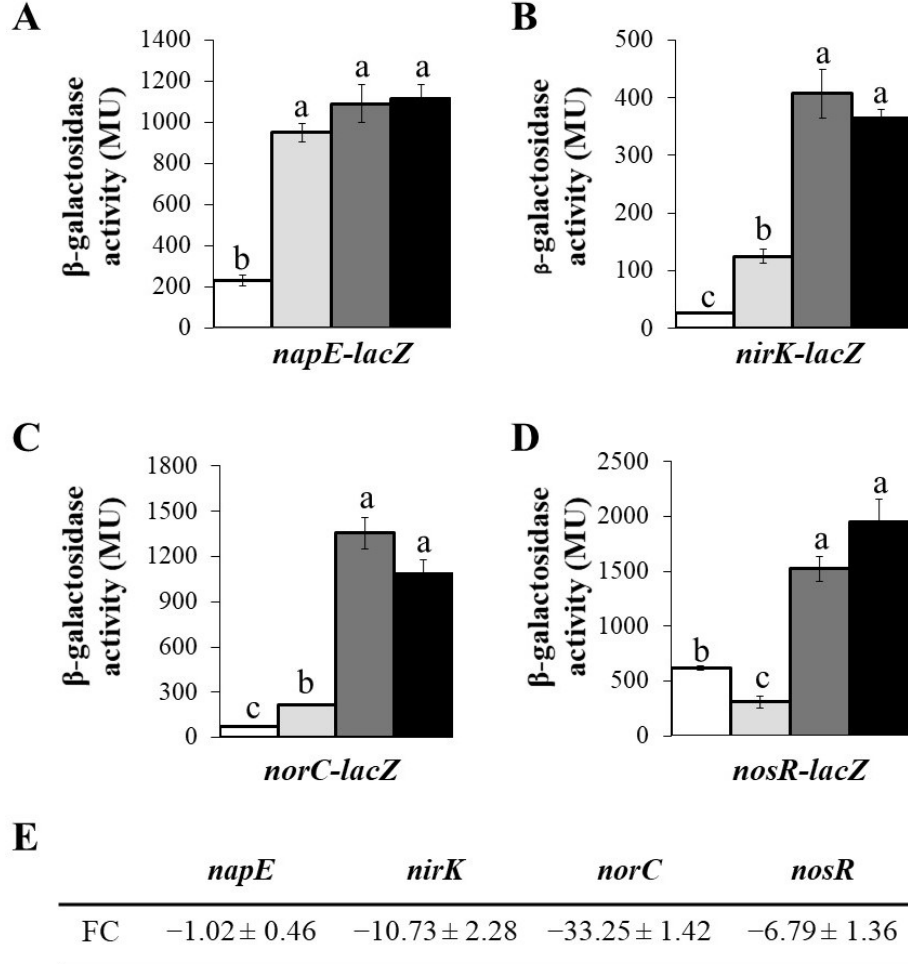 A
β-galactosidase
activity (MU)
1400
1200
1000
800
600
400
200
0
b
a
a
a
napE-lacZ
B
β-galactosidase
activity (MU)
500
400
300
200
100
0
c
b
a
a
nirK-lacZ
C
β-galactosidase
activity (MU)
1800
1500
1200
900
600
300
0
c
b
a
a
norC-lacZ
D
β-galactosidase
activity (MU)
2500
2000
1500
1000
500
0
b
c
a
a
nosR-lacZ
E
napE nirK norC nosR
FC −1.02 ± 0.46 −10.73 ± 2.28 −33.25 ± 1.42 −6.79 ± 1.36